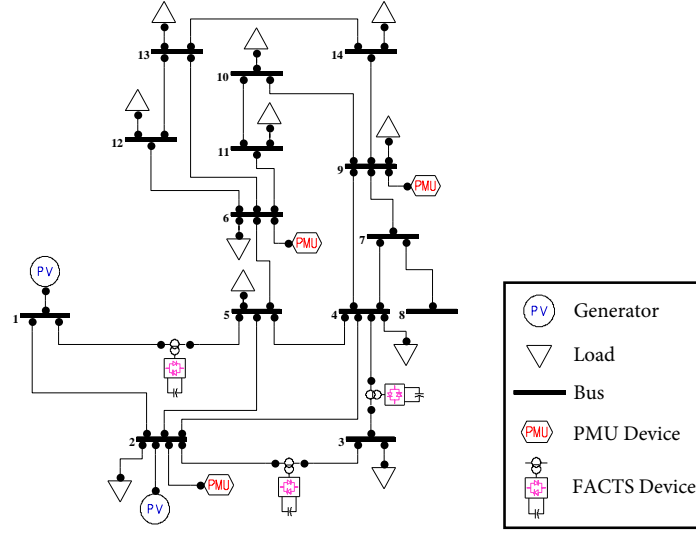 13
14
10
12
11
9
PMU
6
PMU
7
PV
1
5
4
8
2
3
PMU
PV
PV Generator
Load
Bus
PMU PMU Device
FACTS Device